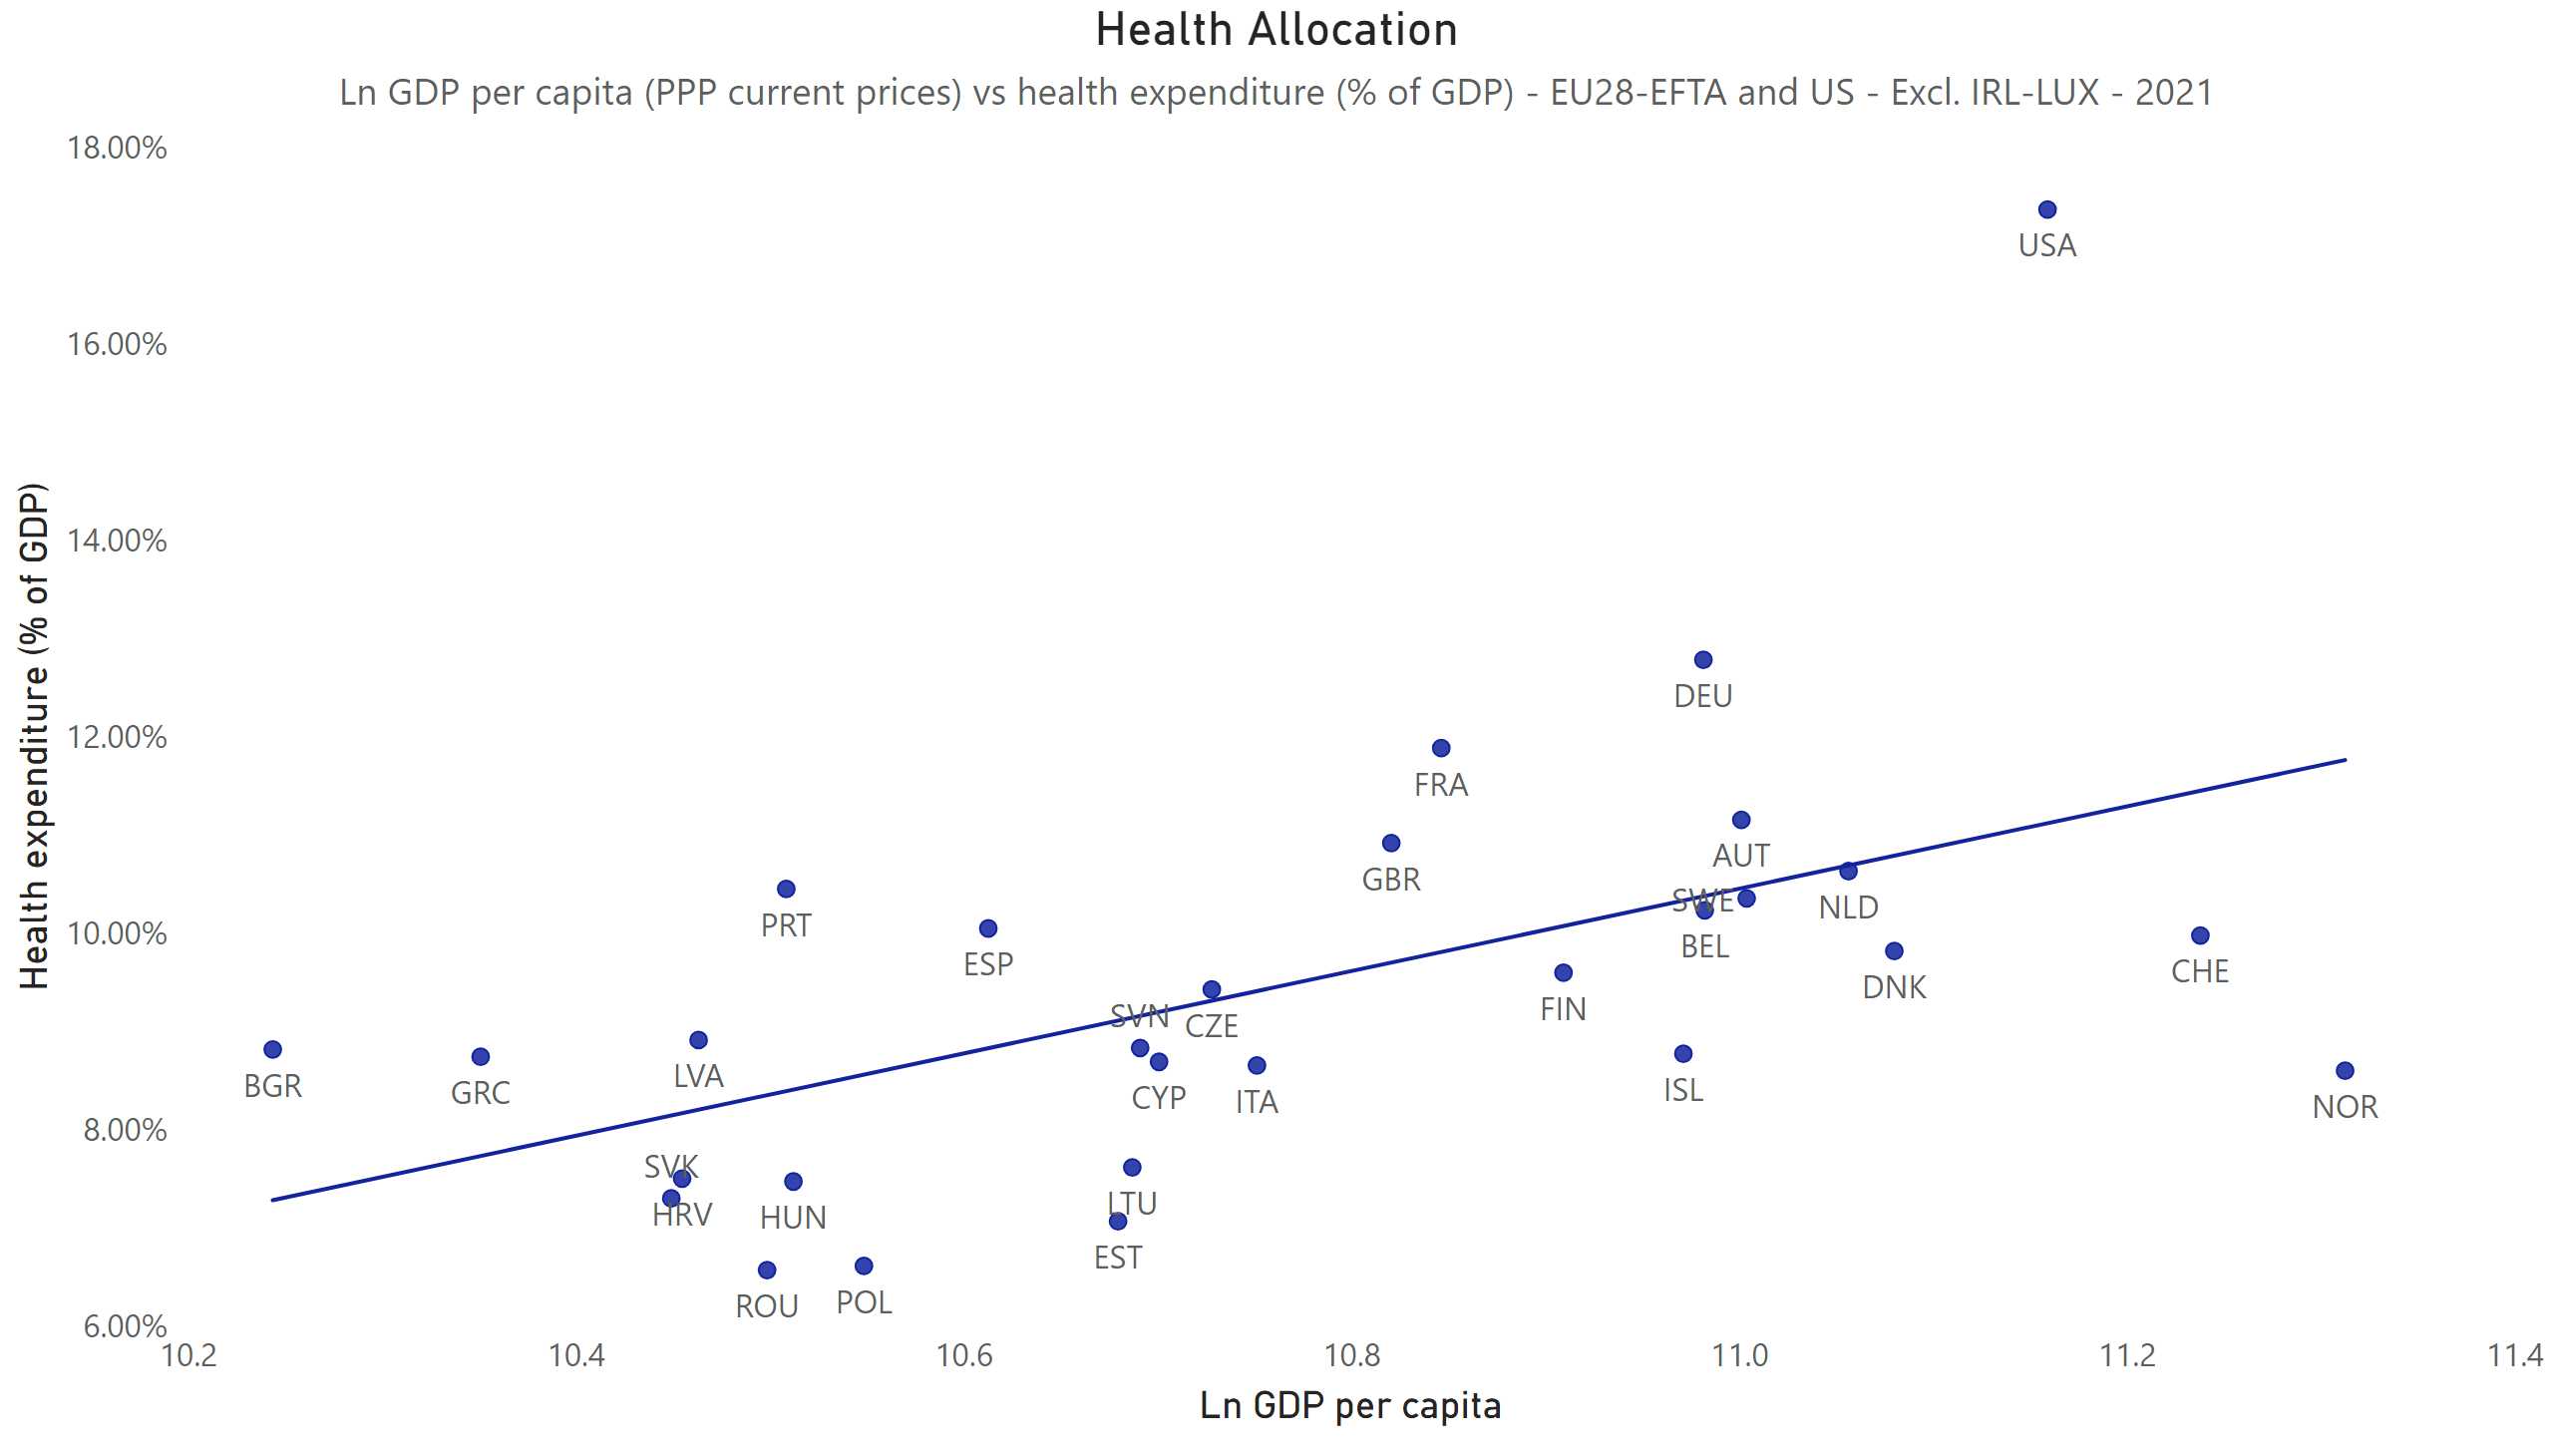 Health Allocation
Ln GDP per capita (PPP current prices) vs health expenditure (% of GDP) - EU28-EFTA and US - Excl. IRL-LUX - 2021
18.00%
USA
16.00%
14.00%
DEU
12.00%
FRA
AUT
GBR
SWE
NLD
PRT
10.00%
BEL
ESP
CHE
DNK
FIN
SVN
CZE
BGR
GRC
LVA
CYP
ITA
ISL
NOR
8.00%
SVK
HRV
HUN
LTU
EST
ROU
POL
6.00%
10.2
10.4
10.6
10.8
11.0
11.2
11.4
Ln GDP per capita
Health expenditure (% of GDP)